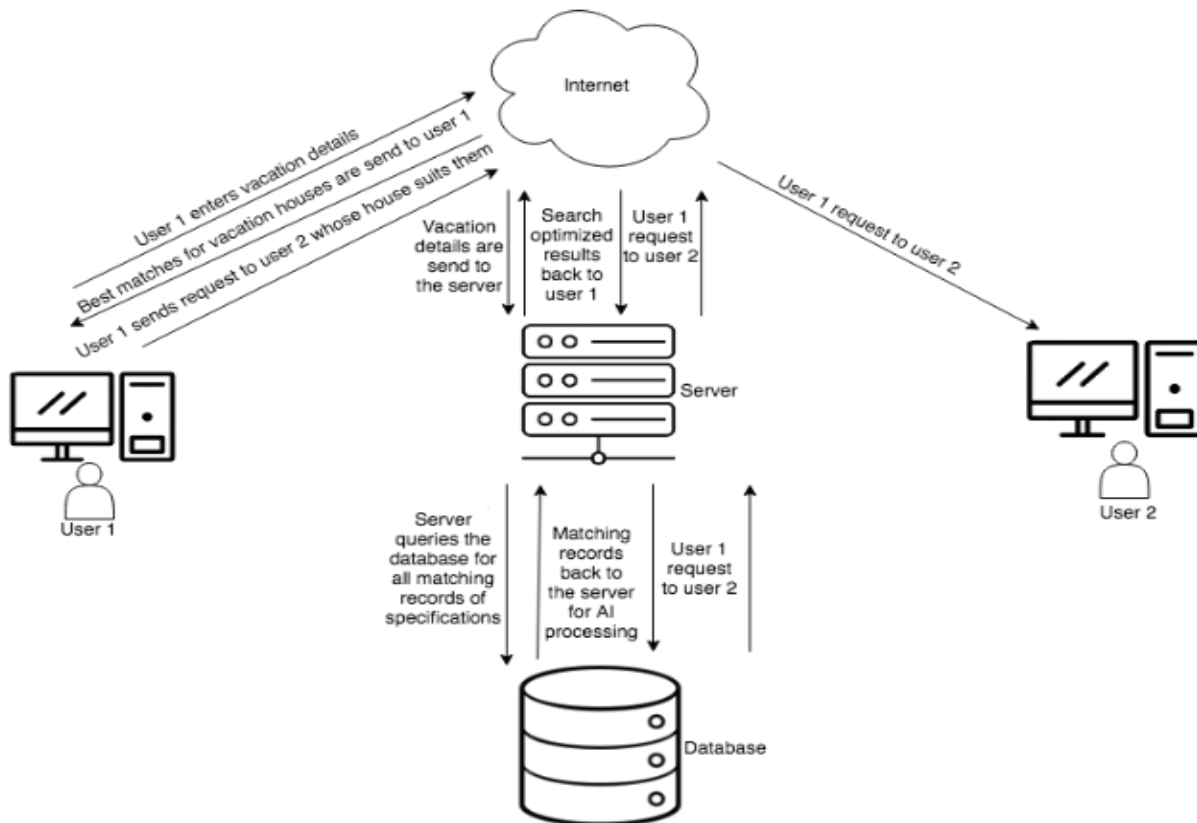 Internet
User 1 enters vacation details
Best matches for vacation houses are send to user 1
User 1 sends request to user 2 whose house suits them
Vacation
details are
send to
the server
Search
optimized
results
back to
user 1
User 1
request
to user 2
User 1 request to user 2
Server
User 1
User 2
Server
queries the
database for
all matching
records of
specifications
Matching
records
back to
the server
for AI
processing
User 1
request
to user 2
Database